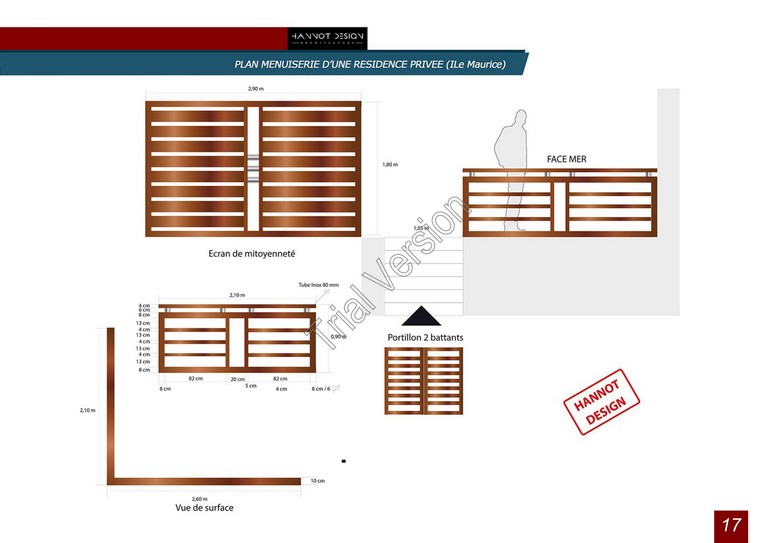 HANNOT DESIGN
ARCHITECTURE
PLAN MENUISERIE D'UNE RESIDENCE PRIVEE (ILe Maurice)
2,90 m
1,80 m
Ecran de mitoyenneté
FACE MER
1,05 m
Tube Inox 80 mm
2,10 m
4 cm
6 cm
8 cm
13 cm
4 cm
13 cm
4 cm
13 cm
4 cm
13 cm
8 cm
0,90 m
82 cm
20 cm
82 cm
8 cm
5 cm
4 cm
8 cm / 6
Portillon 2 battants
2,10 m
10 cm
2,60 m
Vue de surface
HANNOT
DESIGN
Trial Version
17